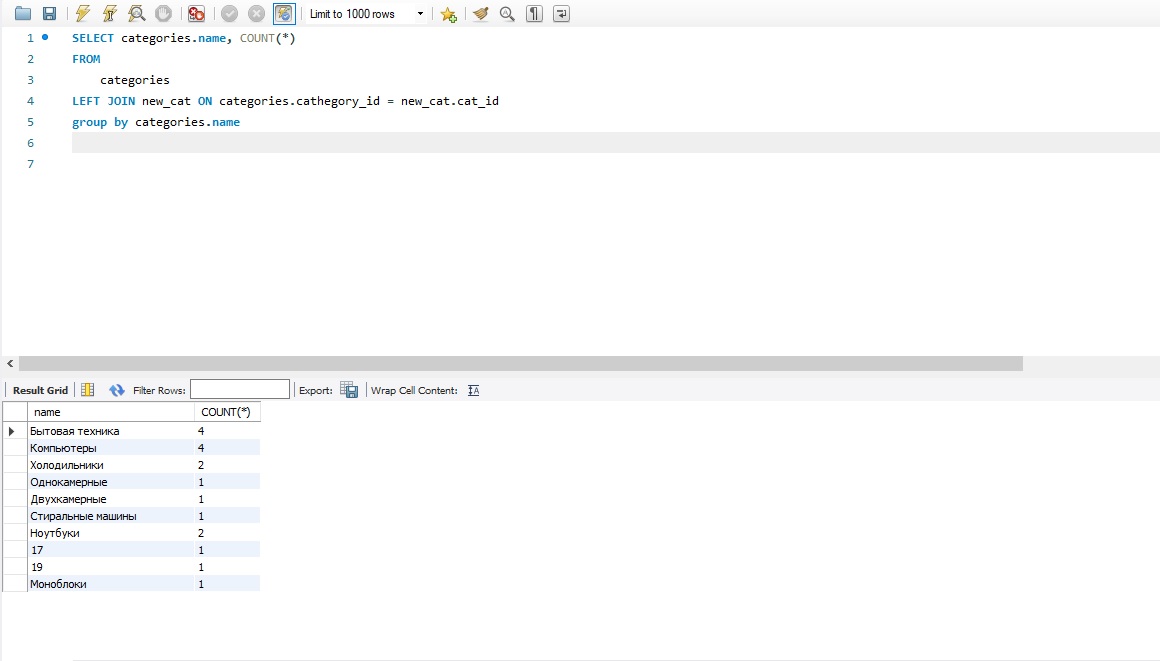 Limit to 1000 rows
1 SELECT categories.name, COUNT(*)
2 FROM
3 categories
4 LEFT JOIN new_cat ON categories.cathegory_id = new_cat.cat_id
5 group by categories.name
6
7
Result Grid Filter Rows: Export: Wrap Cell Content:
name COUNT(*)
Бытовая техника 4
Компьютеры 4
Холодильники 2
Однокамерные 1
Двухкамерные 1
Стиральные машины 1
Ноутбуки 2
17 1
19 1
Моноблоки 1